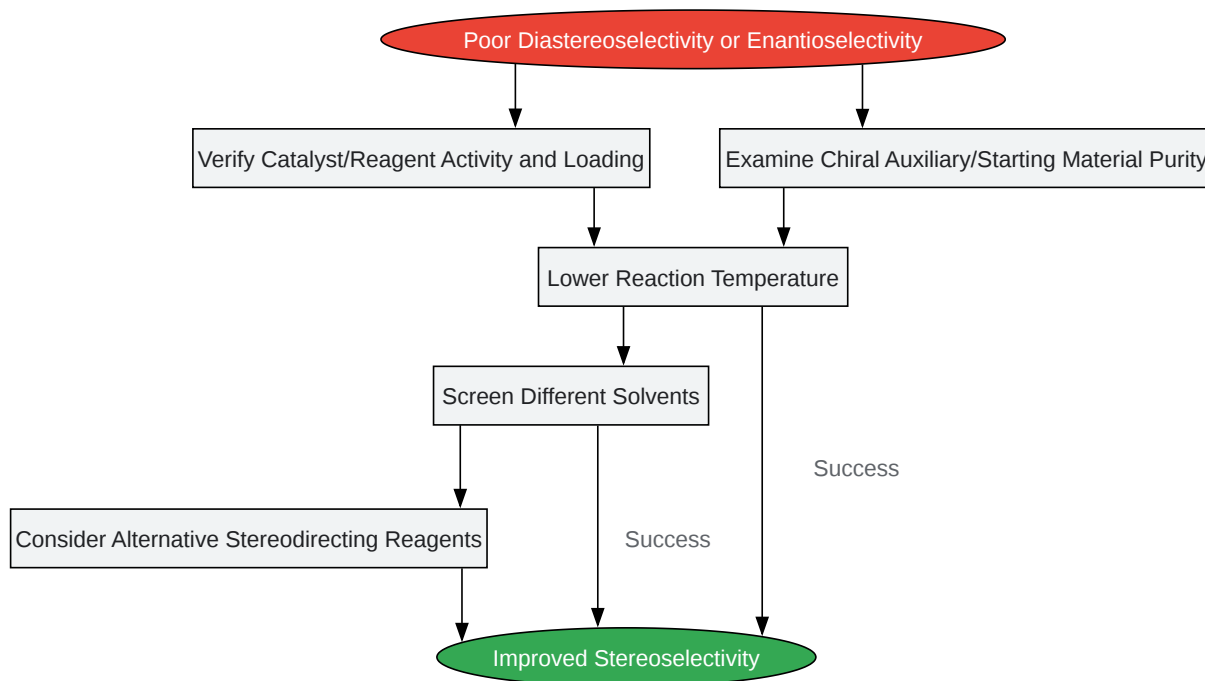 Poor Diastereoselectivity or Enantioselectivity
Verify Catalyst/Reagent Activity and Loading
Examine Chiral Auxiliary/Starting Material Purity
Lower Reaction Temperature
Screen Different Solvents
Success
Consider Alternative Stereodirecting Reagents
Success
Improved Stereoselectivity